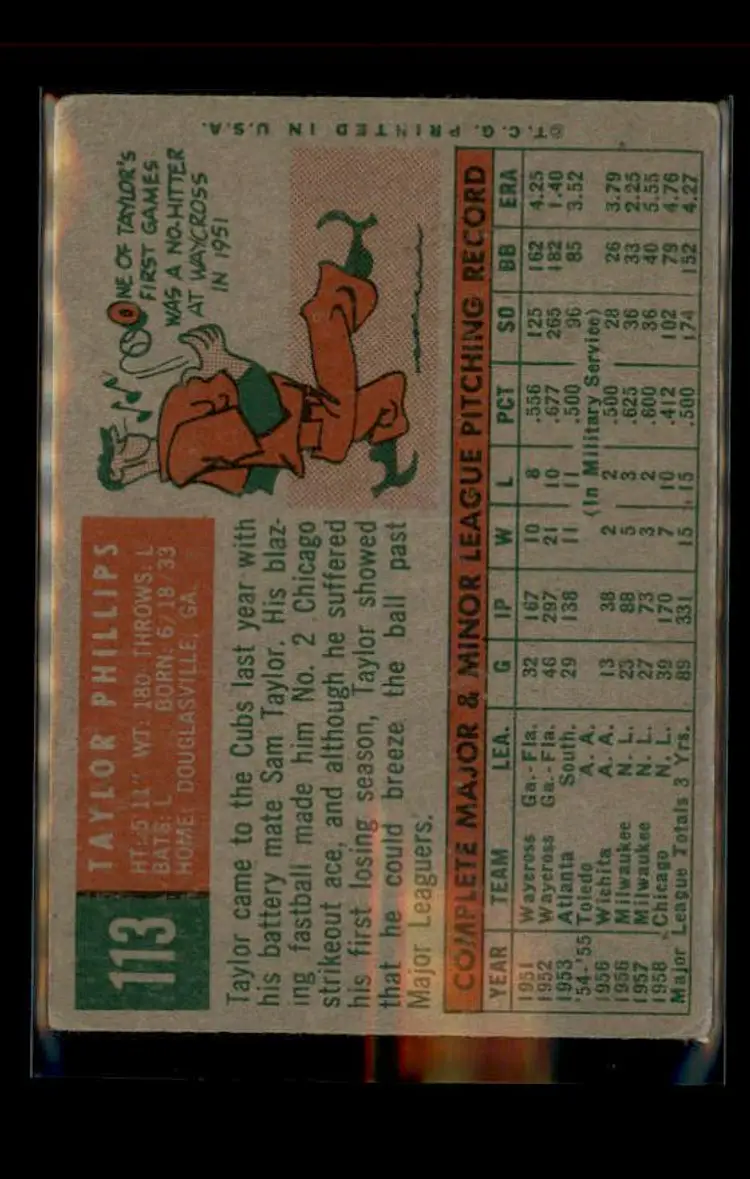 113
TAYLOR PHILLIPS
HT: 5'11" WT: 180 THROWS: L
BATS: L BORN: 6/18/33
HOME: DOUGLASVILLE, GA.
Taylor came to the Cubs last year with
his battery mate Sam Taylor. His blaz-
ing fastball made him No. 2 Chicago
strikeout ace, and although he suffered
his first losing season, Taylor showed
that he could breeze the ball past
Major Leaguers.
ONE OF TAYLOR'S
FIRST GAMES
WAS A NO-HITTER
AT WAYCROSS
IN 1951
COMPLETE MAJOR & MINOR LEAGUE PITCHING RECORD
YEAR TEAM LEA. G IP W L PCT SO BB ERA
1951 Waycross Ga.-Fla. 32 167 10 8 .556 125 162 4.25
1952 Waycross Ga.-Fla. 46 297 21 10 .677 265 182 1.40
1953 Atlanta South. 29 138 11 11 .500 96 85 3.52
'54-'55 Toledo A. A. (In Military Service)
1956 Wichita A. A. 13 38 2 2 .500 28 26 3.79
1956 Milwaukee N. L. 23 88 5 3 .625 36 33 2.25
1957 Milwaukee N. L. 27 73 3 2 .600 36 40 5.55
1958 Chicago N. L. 39 170 7 10 .412 102 79 4.76
Major League Totals 3 Yrs. 89 331 15 15 .500 174 152 4.27
©T.C.G. PRINTED IN U.S.A.